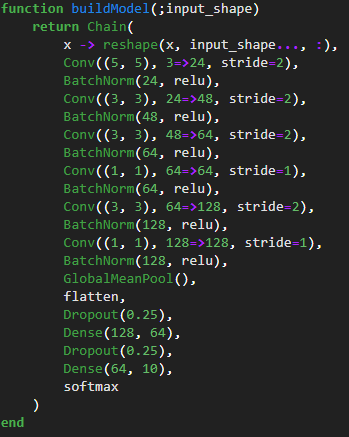 function buildModel(;input_shape)
    return Chain(
        x -> reshape(x, input_shape..., :),
        Conv((5, 5), 3=>24, stride=2),
        BatchNorm(24, relu),
        Conv((3, 3), 24=>48, stride=2),
        BatchNorm(48, relu),
        Conv((3, 3), 48=>64, stride=2),
        BatchNorm(64, relu),
        Conv((1, 1), 64=>64, stride=1),
        BatchNorm(64, relu),
        Conv((3, 3), 64=>128, stride=2),
        BatchNorm(128, relu),
        Conv((1, 1), 128=>128, stride=1),
        BatchNorm(128, relu),
        GlobalMeanPool(),
        flatten,
        Dropout(0.25),
        Dense(128, 64),
        Dropout(0.25),
        Dense(64, 10),
        softmax
    )
end